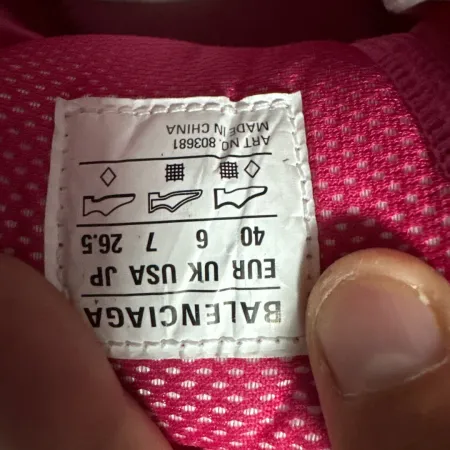 BALENCIAGA
EUR UK USA JP
40 6 7 26.5
ART NO. 803681
MADE IN CHINA